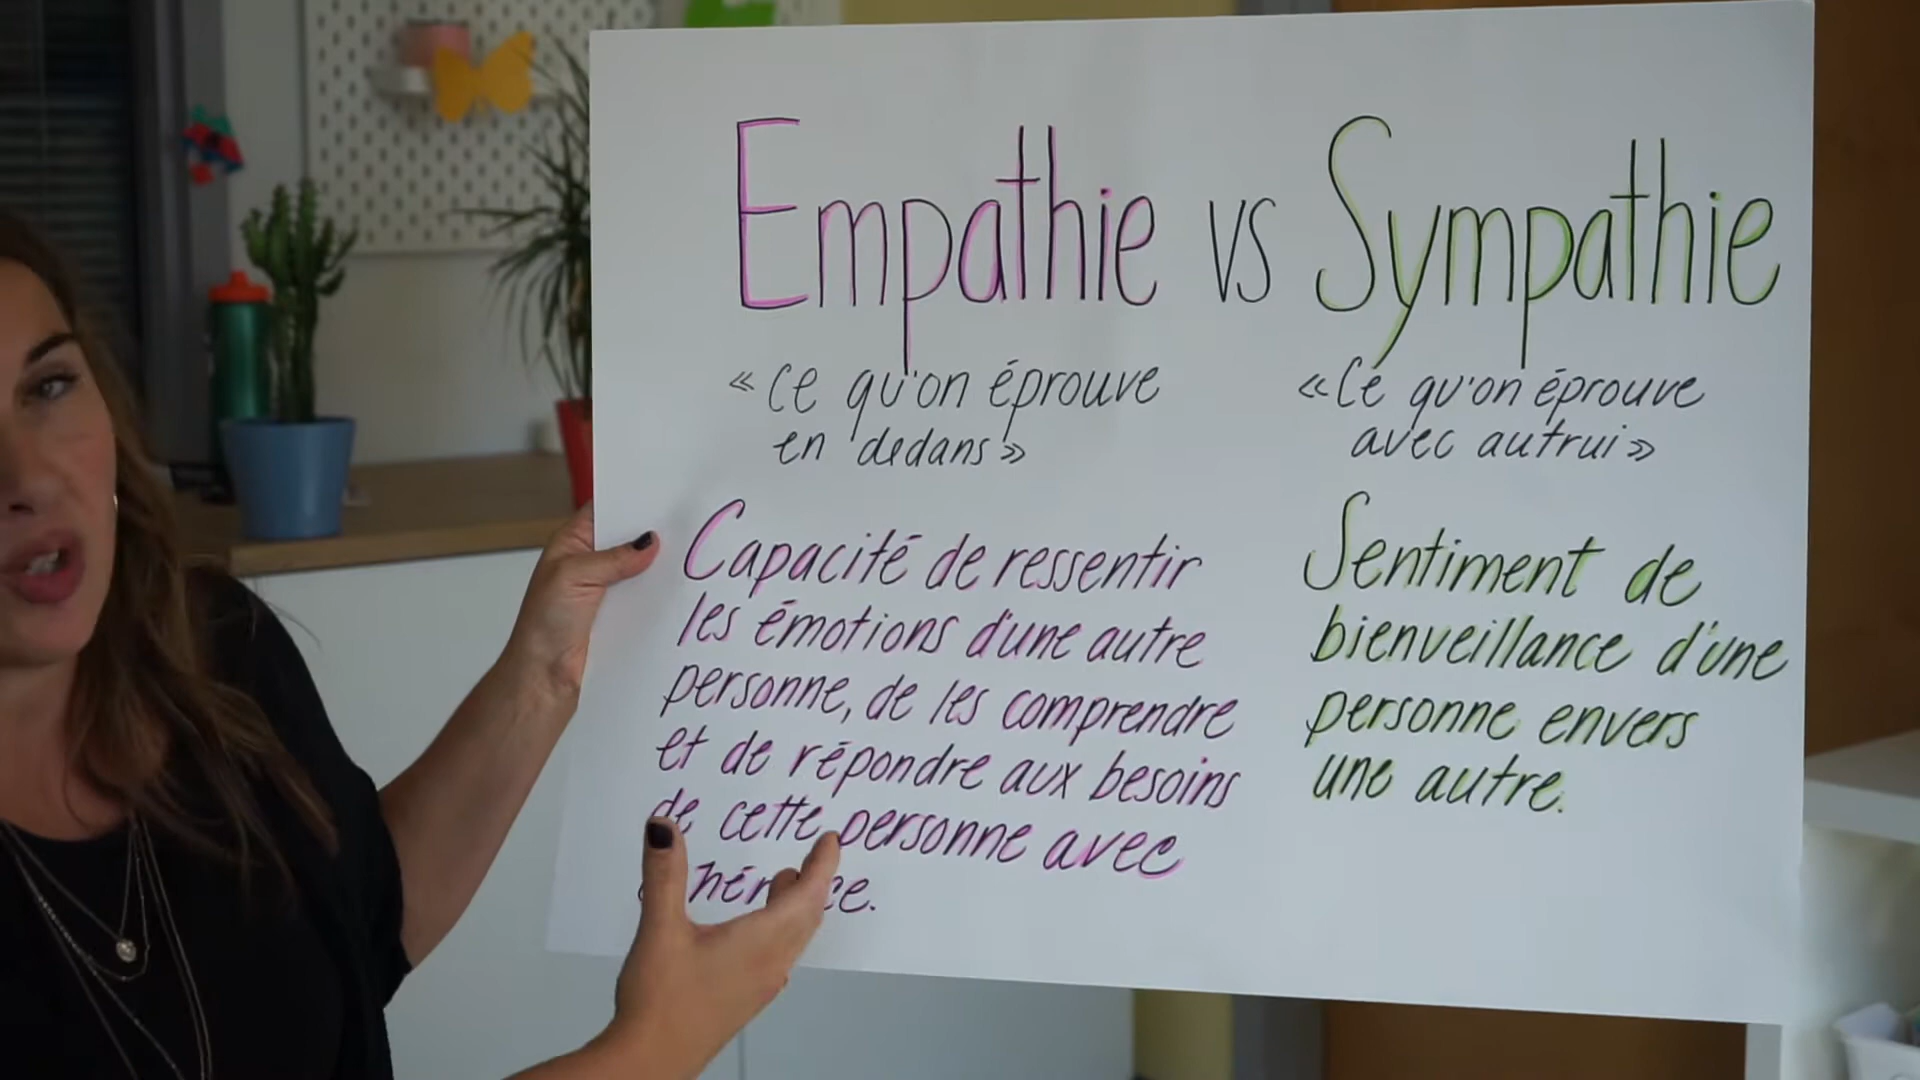 Empathie vs Sympathie
« Ce qu'on éprouve
en dedans »
« Ce qu'on éprouve
avec autrui »
Capacité de ressentir
les émotions d'une autre
personne, de les comprendre
et de répondre aux besoins
de cette personne avec
Sentiment de
bienveillance d'une
personne envers
une autre.